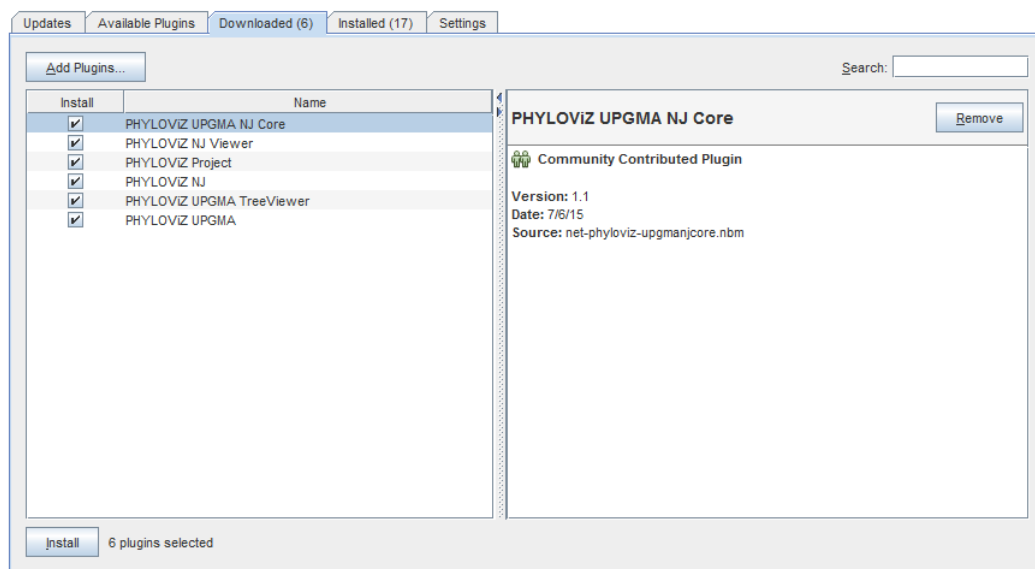 Updates Available Plugins Downloaded (6) Installed (17) Settings
Add Plugins... Search:
Install Name
PHYLOViZ UPGMA NJ Core
PHYLOViZ NJ Viewer
PHYLOViZ Project
PHYLOViZ NJ
PHYLOViZ UPGMA TreeViewer
PHYLOViZ UPGMA
PHYLOViZ UPGMA NJ Core Remove
Community Contributed Plugin
Version: 1.1
Date: 7/6/15
Source: net-phyloviz-upgmanjcore.nbm
Install 6 plugins selected